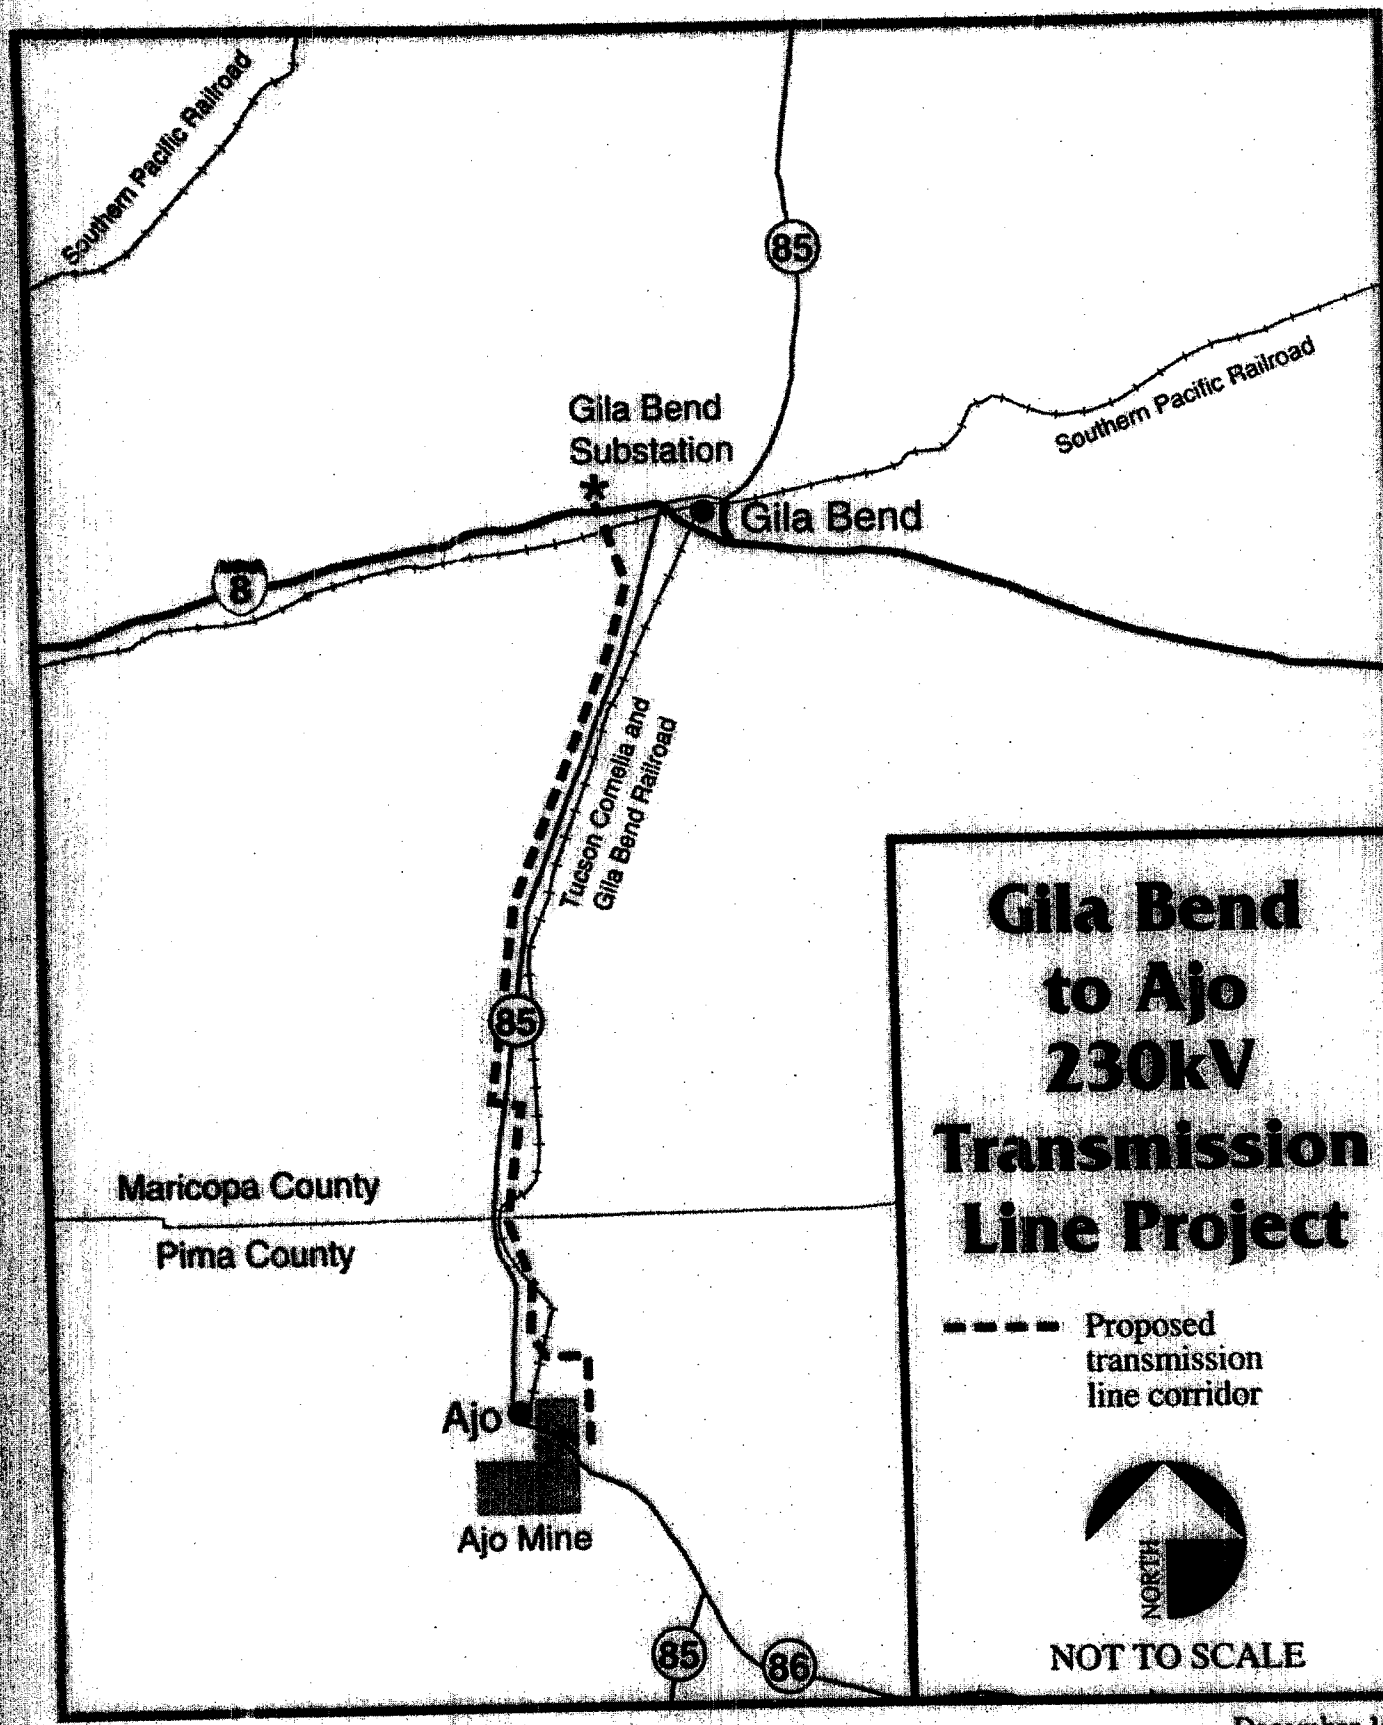 Southern Pacific Railroad
85
Gila Bend
Substation
*
Southern Pacific Railroad
Gila Bend
8
Tucson Cornelia and
Gila Bend Railroad
85
Maricopa County
Pima County
Ajo
Ajo Mine
85
86
Gila Bend
to Ajo
230kV
Transmission
Line Project
Proposed
transmission
line corridor
NORTH
NOT TO SCALE